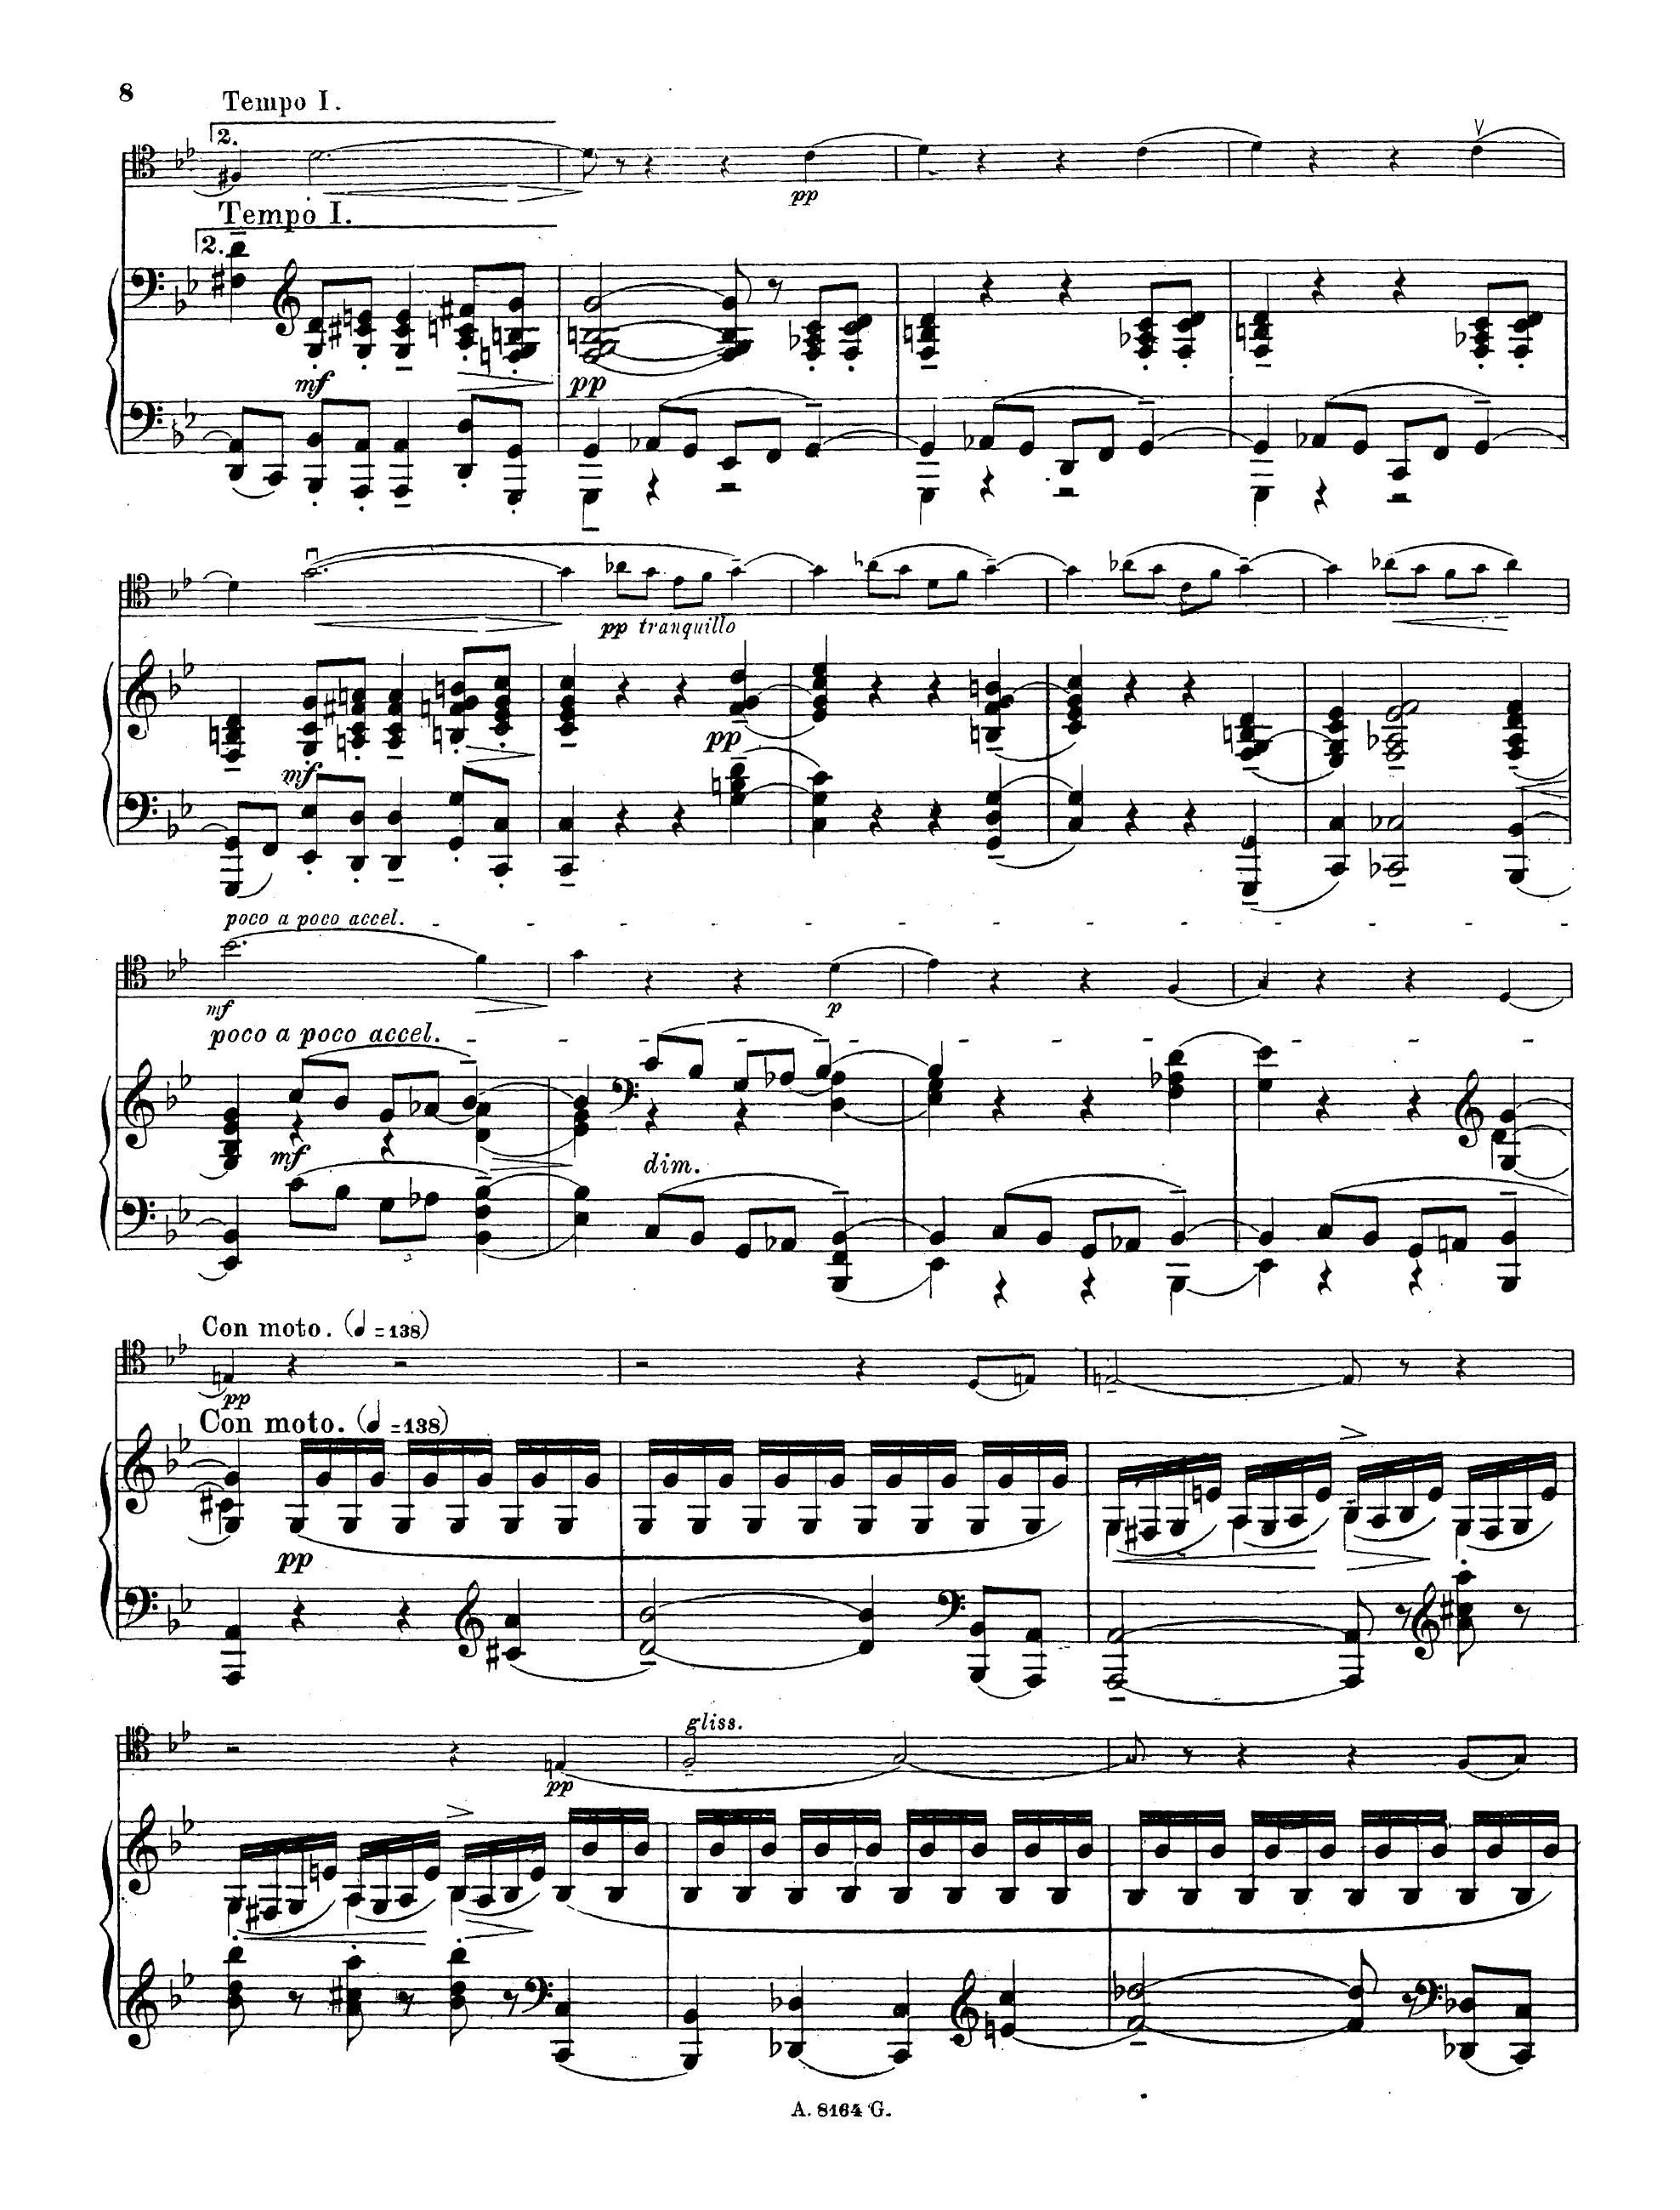 8
Tempo I.
2.
pp
Tempo I.
2.
mf
pp
pp tranquillo
mf
pp
poco a poco accel.
mf
p
poco a poco accel.
mf
dim.
3
Con moto. (♩=138)
pp
Con moto. (♩=138)
pp
gliss.
pp
A. 8164 G.